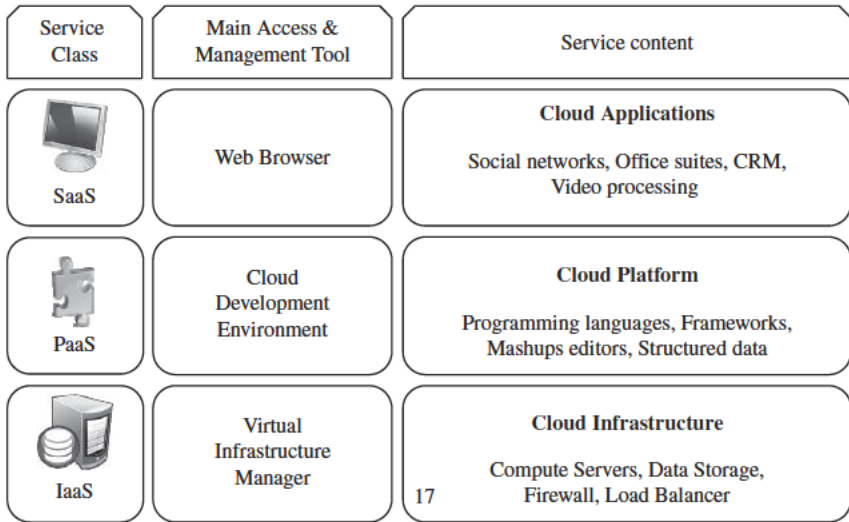 Service
Class
Main Access &
Management Tool
Service content
SaaS
Web Browser
Cloud Applications
Social networks, Office suites, CRM,
Video processing
PaaS
Cloud
Development
Environment
Cloud Platform
Programming languages, Frameworks,
Mashups editors, Structured data
IaaS
Virtual
Infrastructure
Manager
17
Cloud Infrastructure
Compute Servers, Data Storage,
Firewall, Load Balancer